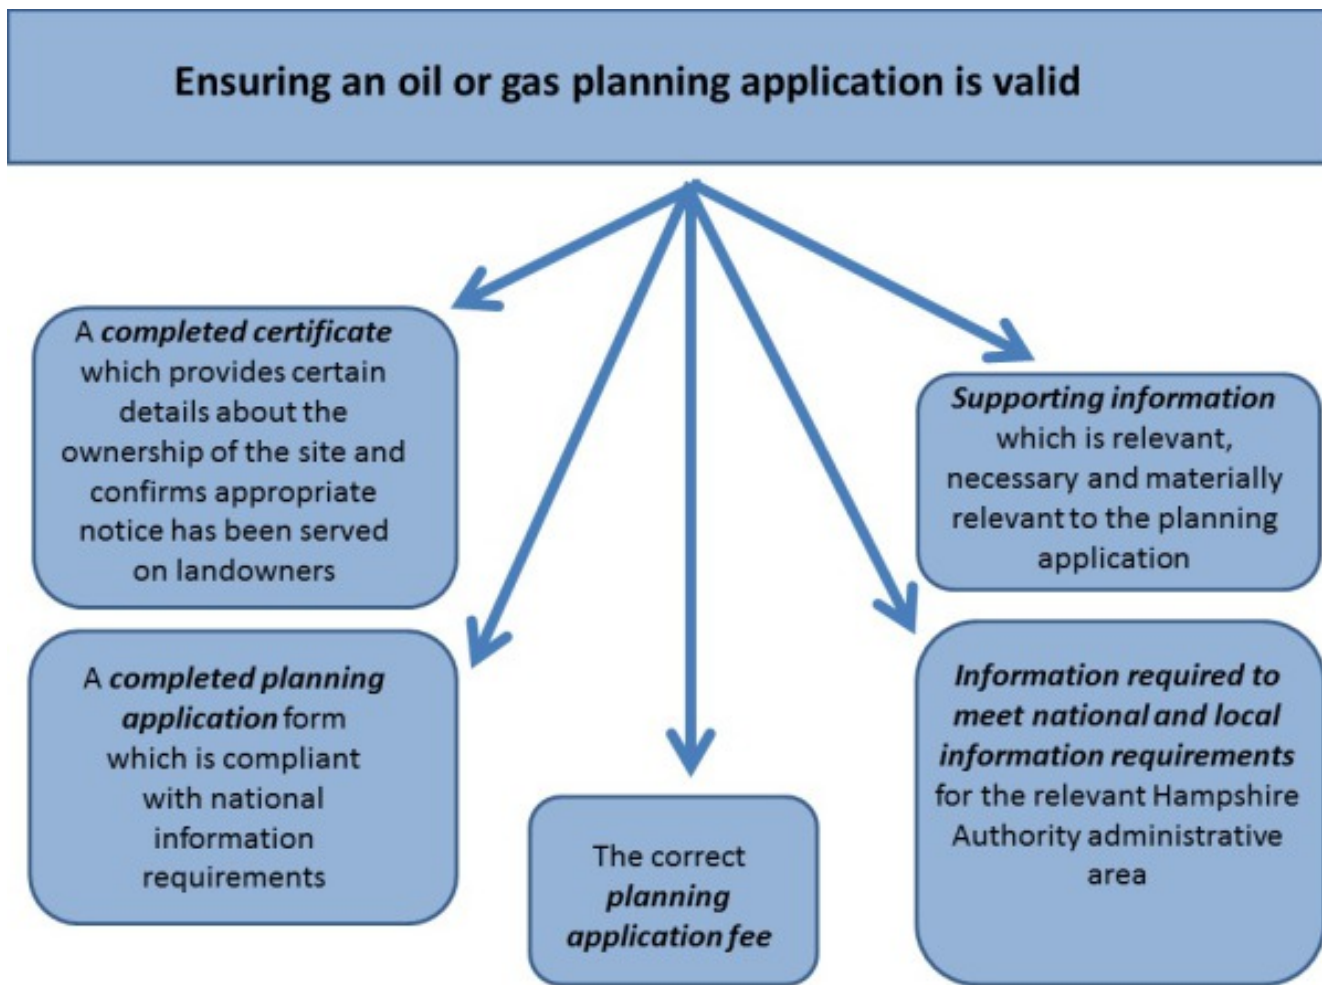 Ensuring an oil or gas planning application is valid
A completed certificate
which provides certain
details about the
ownership of the site and
confirms appropriate
notice has been served
on landowners
A completed planning
application form
which is compliant
with national
information
requirements
The correct
planning
application fee
Supporting information
which is relevant,
necessary and materially
relevant to the planning
application
Information required to
meet national and local
information requirements
for the relevant Hampshire
Authority administrative
area